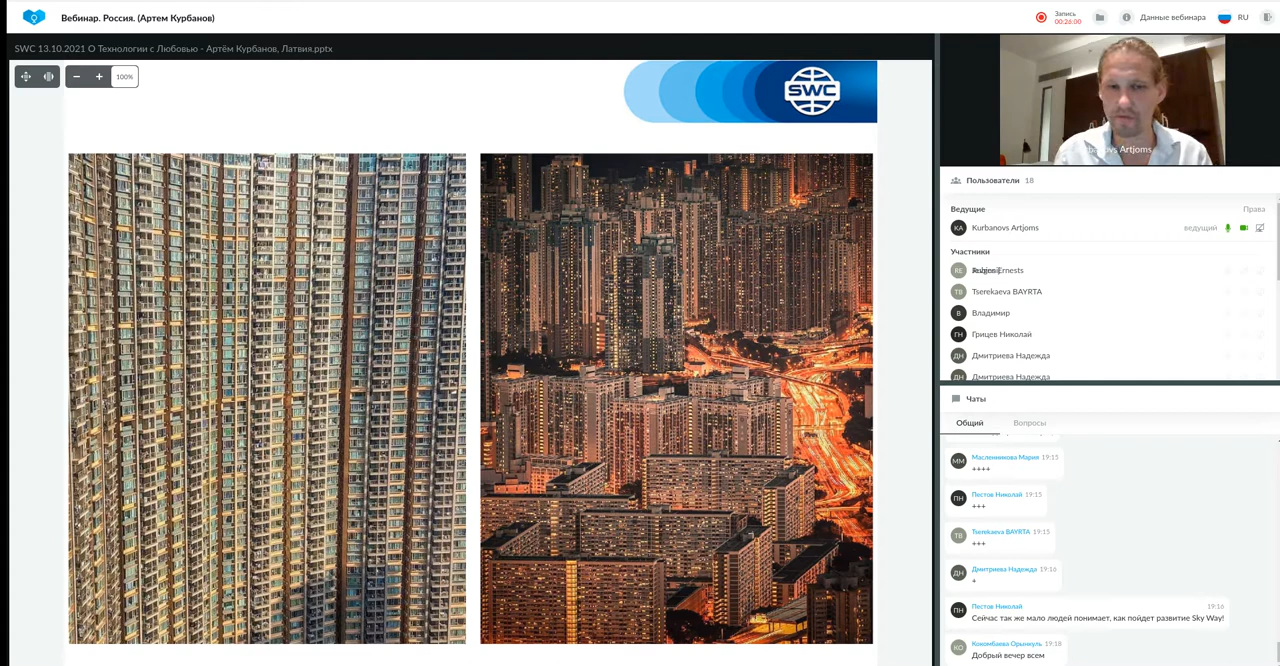 Вебинар. Россия. (Артем Курбанов)
Запись
00:26:00
Данные вебинара
RU
SWC 13.10.2021 О Технологии с Любовью - Артём Курбанов, Латвия.pptx
100%
SWC
Artjoms
Пользователи 18
Ведущие
Права
KA Kurbanovs Artjoms
ведущий
Участники
RE Ernests
TB Tserekaeva BAYRTA
В Владимир
ГН Грицев Николай
ДН Дмитриева Надежда
ДН Дмитриева Надежда
Чаты
Общий
Вопросы
ММ Масленникова Мария 19:15
++++
ПН Пестов Николай 19:15
+++
TB Tserekaeva BAYRTA 19:15
+++
ДН Дмитриева Надежда 19:16
+
ПН Пестов Николай 19:16
Сейчас так же мало людей понимает, как пойдет развитие Sky Way!
КО Кокомбаева Орынкуль 19:18
Добрый вечер всем